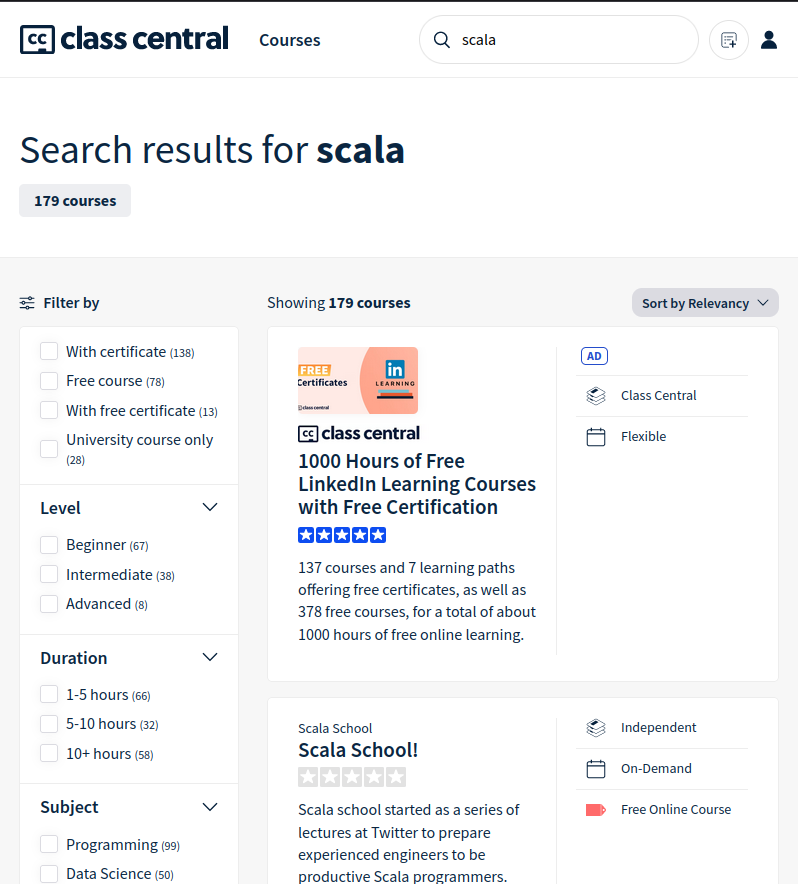 CC class central
Courses
scala
Search results for scala
179 courses
Filter by
With certificate (138)
Free course (78)
With free certificate (13)
University course only
(28)
Level
Beginner (67)
Intermediate (38)
Advanced (8)
Duration
1-5 hours (66)
5-10 hours (32)
10+ hours (58)
Subject
Programming (99)
Data Science (50)
Showing 179 courses
Sort by Relevancy
FREE
Certificates
in
LEARNING
class central
CC class central
1000 Hours of Free
LinkedIn Learning Courses
with Free Certification
137 courses and 7 learning paths
offering free certificates, as well as
378 free courses, for a total of about
1000 hours of free online learning.
AD
Class Central
Flexible
Scala School
Scala School!
Scala school started as a series of
lectures at Twitter to prepare
experienced engineers to be
productive Scala programmers.
Independent
On-Demand
Free Online Course